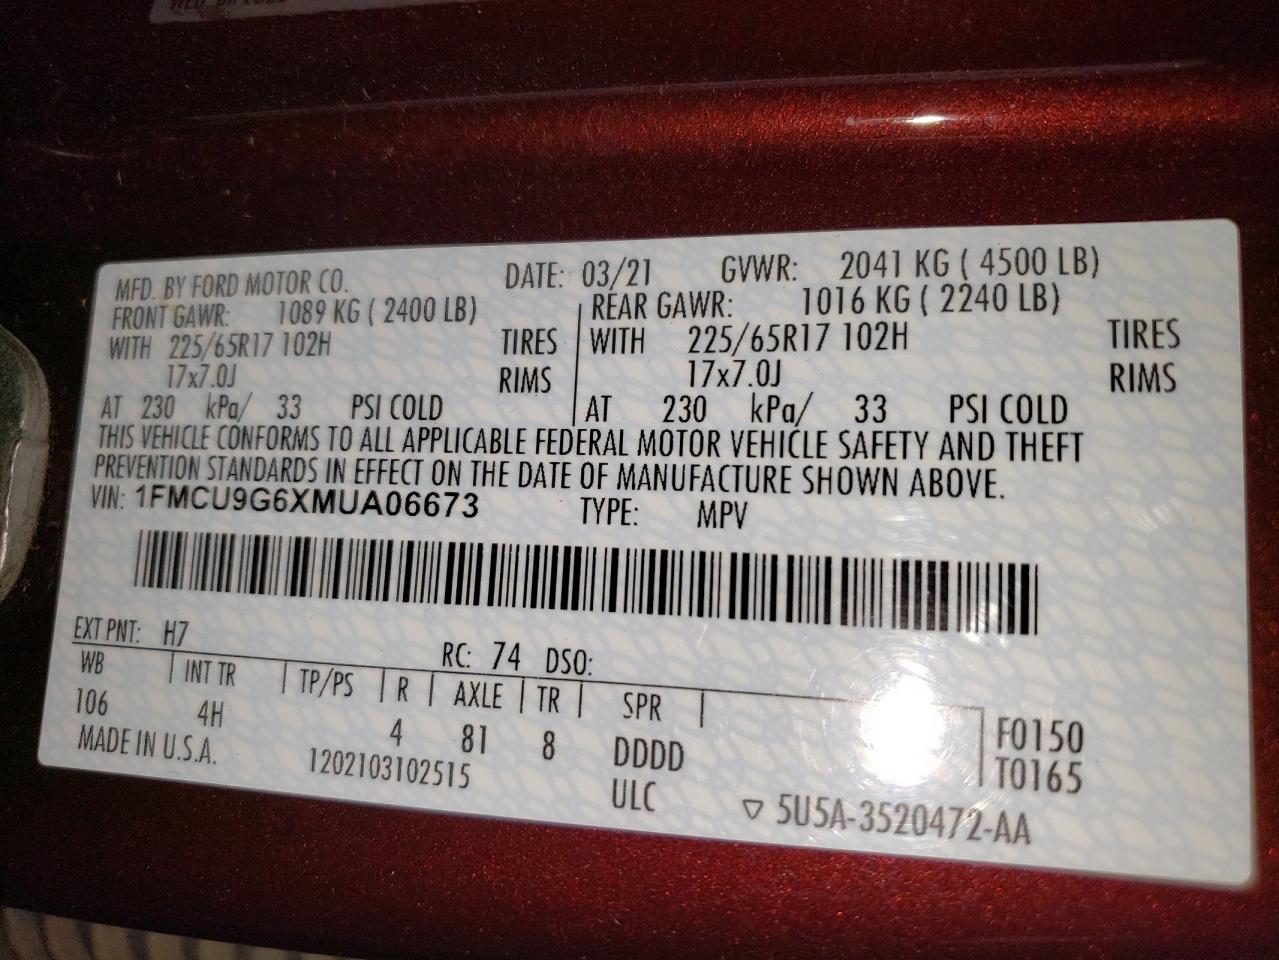 MFD. BY FORD MOTOR CO. DATE: 03/21 GVWR: 2041 KG ( 4500 LB)
FRONT GAWR: 1089 KG ( 2400 LB) REAR GAWR: 1016 KG ( 2240 LB)
WITH 225/65R17 102H TIRES WITH 225/65R17 102H TIRES
17x7.0J RIMS 17x7.0J RIMS
AT 230 kPa/ 33 PSI COLD AT 230 kPa/ 33 PSI COLD
THIS VEHICLE CONFORMS TO ALL APPLICABLE FEDERAL MOTOR VEHICLE SAFETY AND THEFT
PREVENTION STANDARDS IN EFFECT ON THE DATE OF MANUFACTURE SHOWN ABOVE.
VIN: 1FMCU9G6XMUA06673 TYPE: MPV
EXT PNT: H7 RC: 74 DSO:
WB INT TR TP/PS R AXLE TR SPR
106 4H 4 81 8 DDDD F0150
MADE IN U.S.A. 1202103102515 ULC T0165
5U5A-3520472-AA